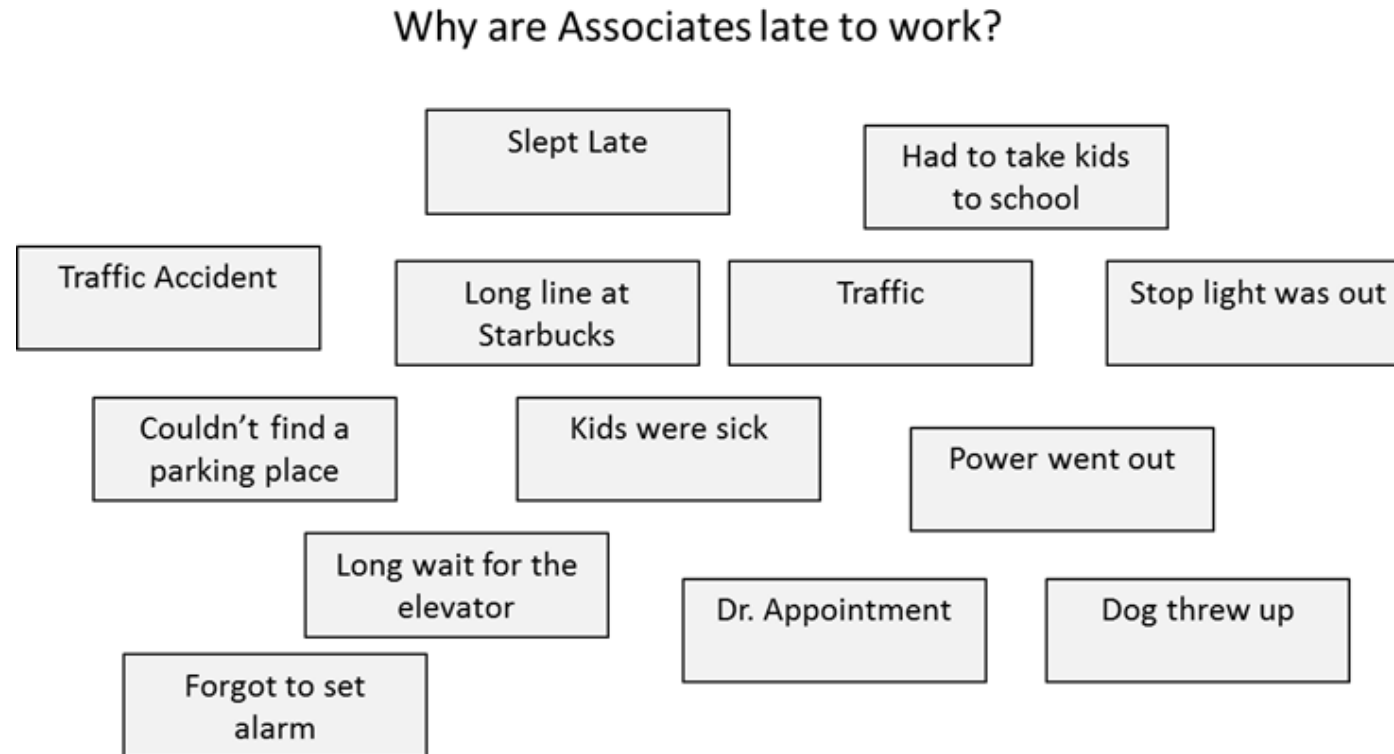 Why are Associates late to work?
Slept Late
Had to take kids
to school
Traffic Accident
Long line at
Starbucks
Traffic
Stop light was out
Couldn’t find a
parking place
Kids were sick
Power went out
Long wait for the
elevator
Dr. Appointment
Dog threw up
Forgot to set
alarm